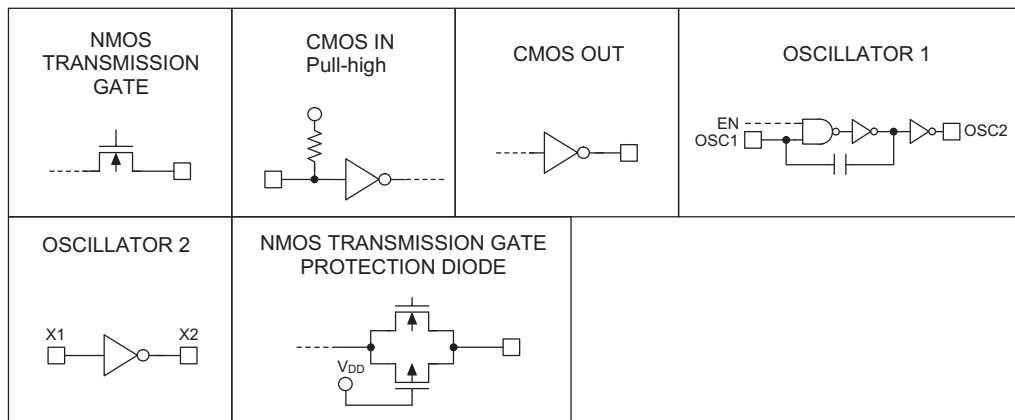 NMOS
TRANSMISSION
GATE
CMOS IN
Pull-high
CMOS OUT
OSCILLATOR 1
EN
OSC1
OSC2
OSCILLATOR 2
X1
X2
NMOS TRANSMISSION GATE
PROTECTION DIODE
VDD